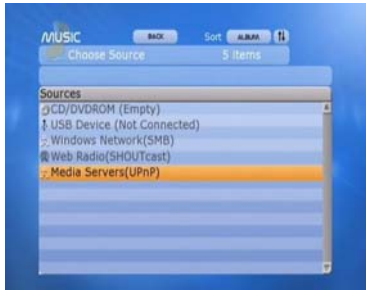 MUSIC BACK Sort ALBUM
Choose Source 5 Items
Sources
CD/DVDROM (Empty)
USB Device (Not Connected)
Windows Network(SMB)
Web Radio(SHOUTcast)
Media Servers(UPnP)